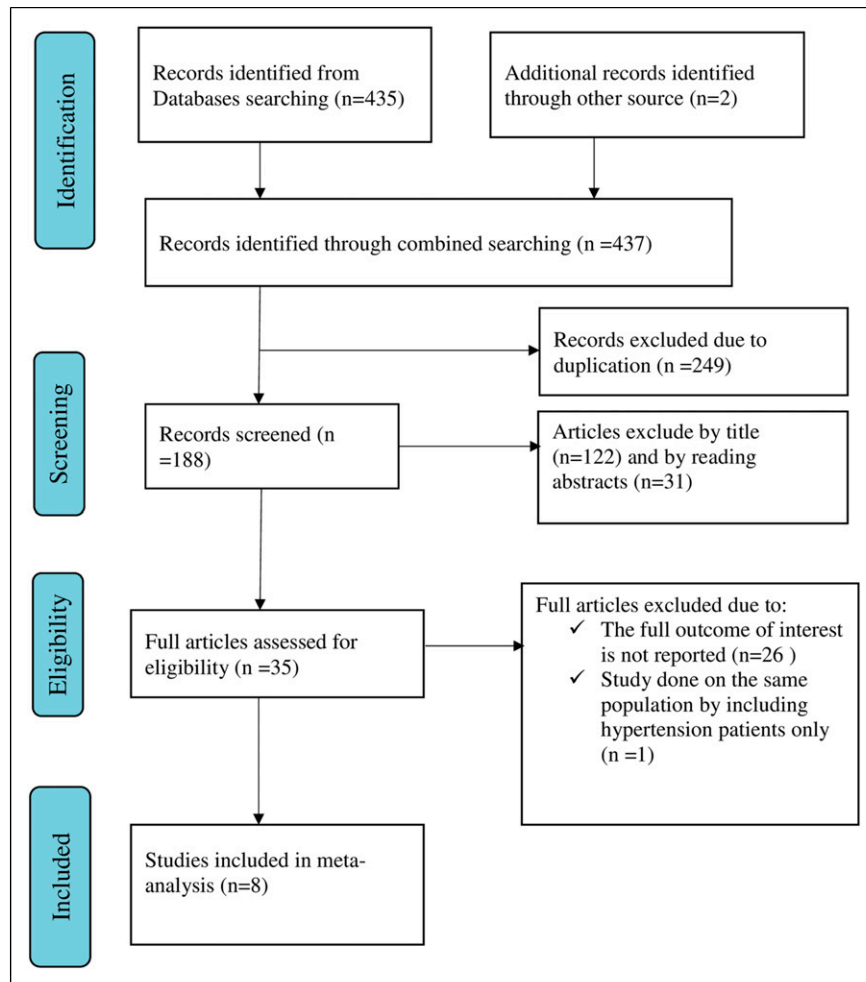 Identification
Records identified from
Databases searching (n=435)
Additional records identified
through other source (n=2)
Records identified through combined searching (n =437)
Screening
Records excluded due to
duplication (n =249)
Records screened (n
=188)
Articles exclude by title
(n=122) and by reading
abstracts (n=31)
Eligibility
Full articles assessed for
eligibility (n =35)
Full articles excluded due to:
✓ The full outcome of interest
is not reported (n=26 )
✓ Study done on the same
population by including
hypertension patients only
(n =1)
Included
Studies included in meta-
analysis (n=8)